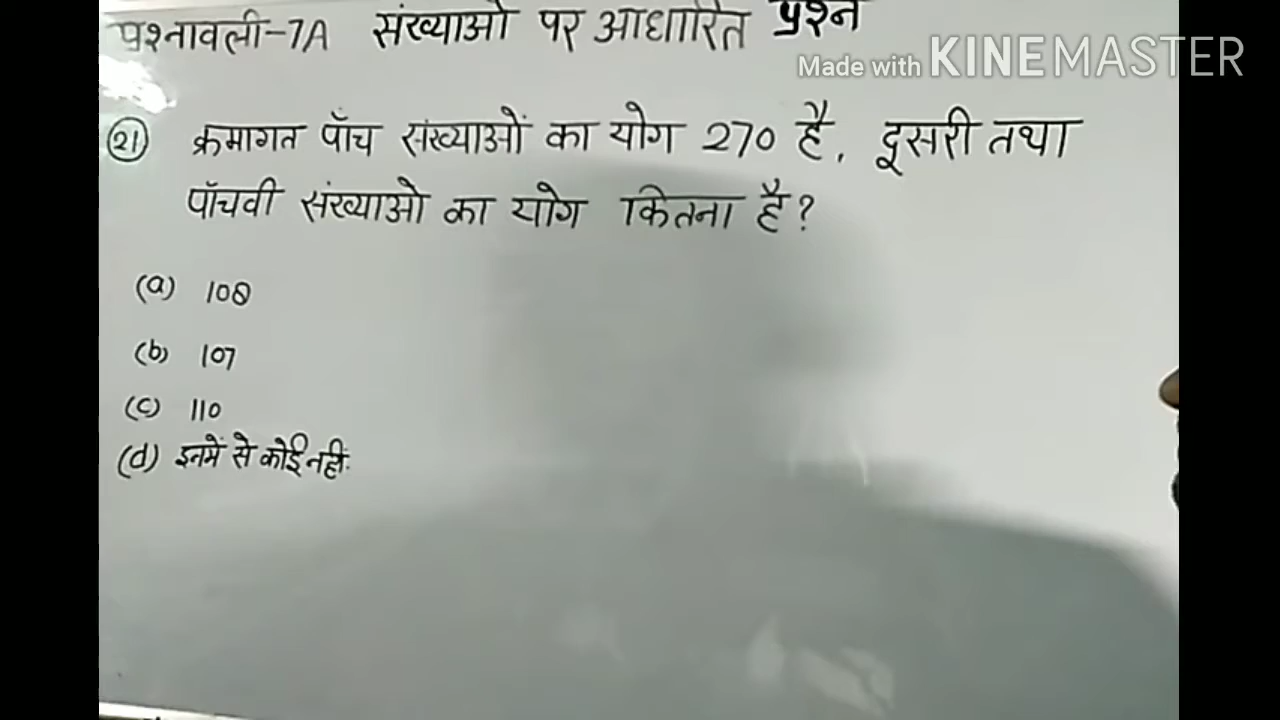 प्रश्नावली-7A संख्याओ पर आधारित प्रश्न
Made with KINEMASTER
(21) क्रमागत पाँच संख्याओं का योग 270 है, दूसरी तथा
पाँचवी संख्याओ का योग कितना है?
(a) 108
(b) 107
(c) 110
(d) इनमें से कोई नहीं